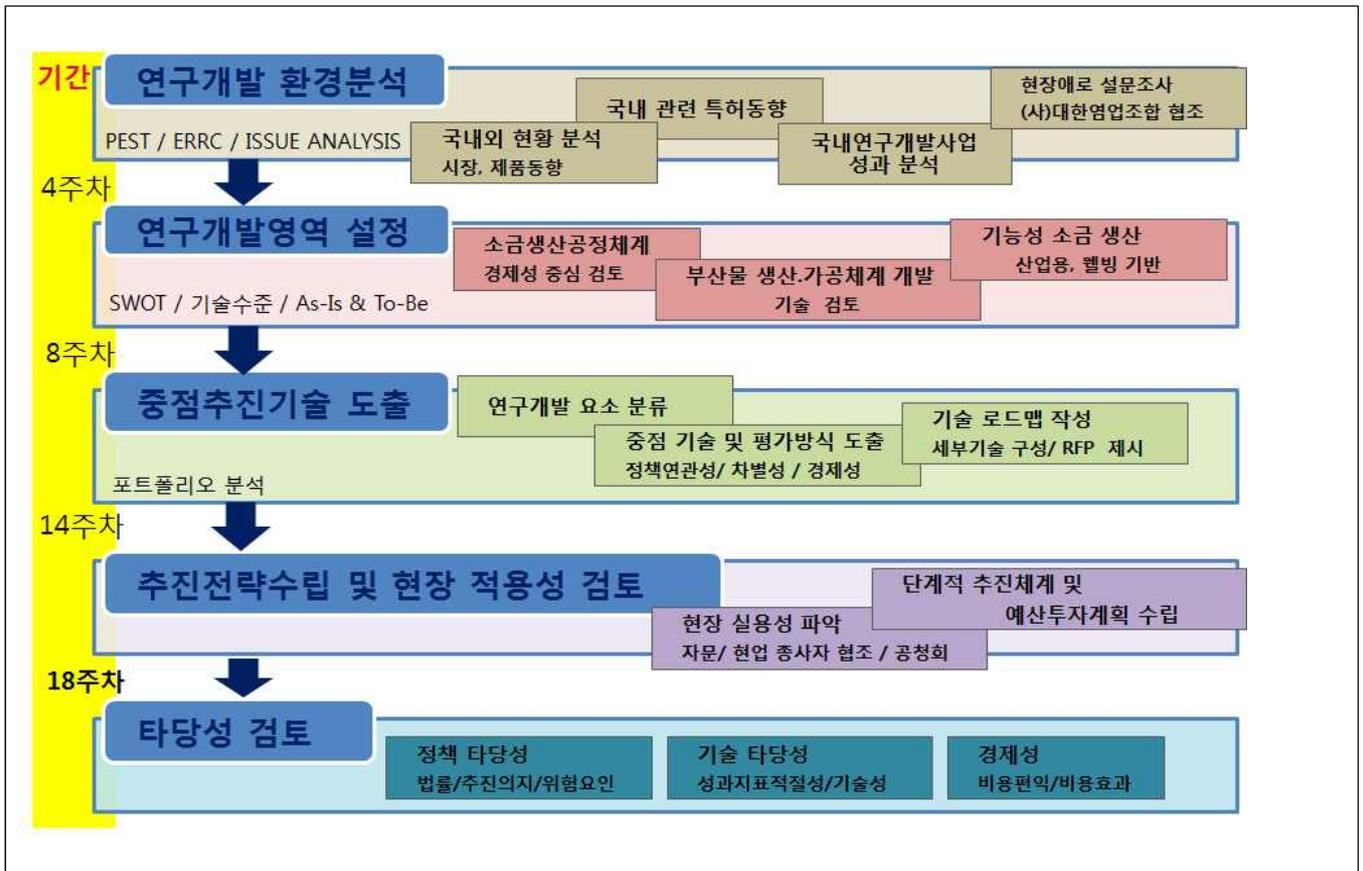 기간
연구개발 환경분석
PEST / ERRC / ISSUE ANALYSIS
국내외 현황 분석
시장, 제품동향
국내 관련 특허동향
국내연구개발사업
성과 분석
현장애로 설문조사
(사)대한염업조합 협조
4주차
연구개발영역 설정
SWOT / 기술수준 / As-Is & To-Be
소금생산공정체계
경제성 중심 검토
부산물 생산.가공체계 개발
기술 검토
기능성 소금 생산
산업용, 웰빙 기반
8주차
중점추진기술 도출
포트폴리오 분석
연구개발 요소 분류
중점 기술 및 평가방식 도출
정책연관성/ 차별성 / 경제성
기술 로드맵 작성
세부기술 구성/ RFP 제시
14주차
추진전략수립 및 현장 적용성 검토
현장 실용성 파악
자문/ 현업 종사자 협조 / 공청회
단계적 추진체계 및
예산투자계획 수립
18주차
타당성 검토
정책 타당성
법률/추진의지/위험요인
기술 타당성
성과지표적절성/기술성
경제성
비용편익/비용효과